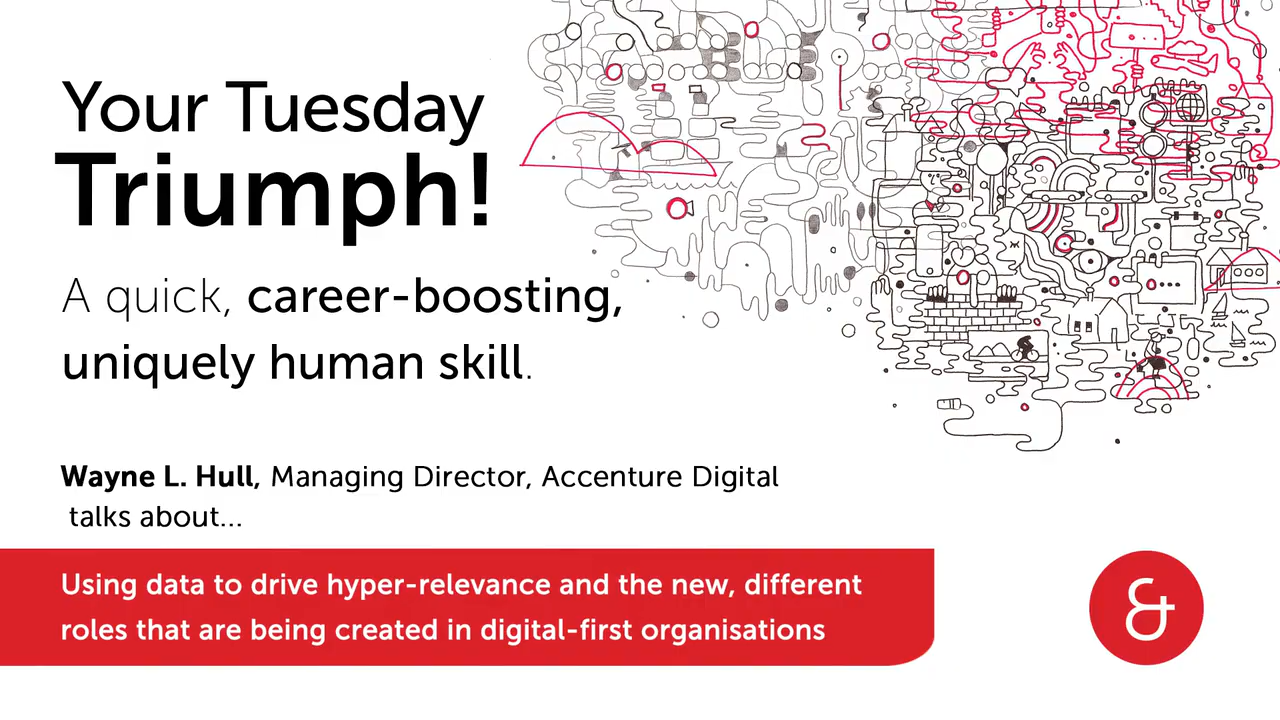 Your Tuesday
Triumph!
A quick, career-boosting,
uniquely human skill.
Wayne L. Hull, Managing Director, Accenture Digital
talks about...
Using data to drive hyper-relevance and the new, different
roles that are being created in digital-first organisations
&